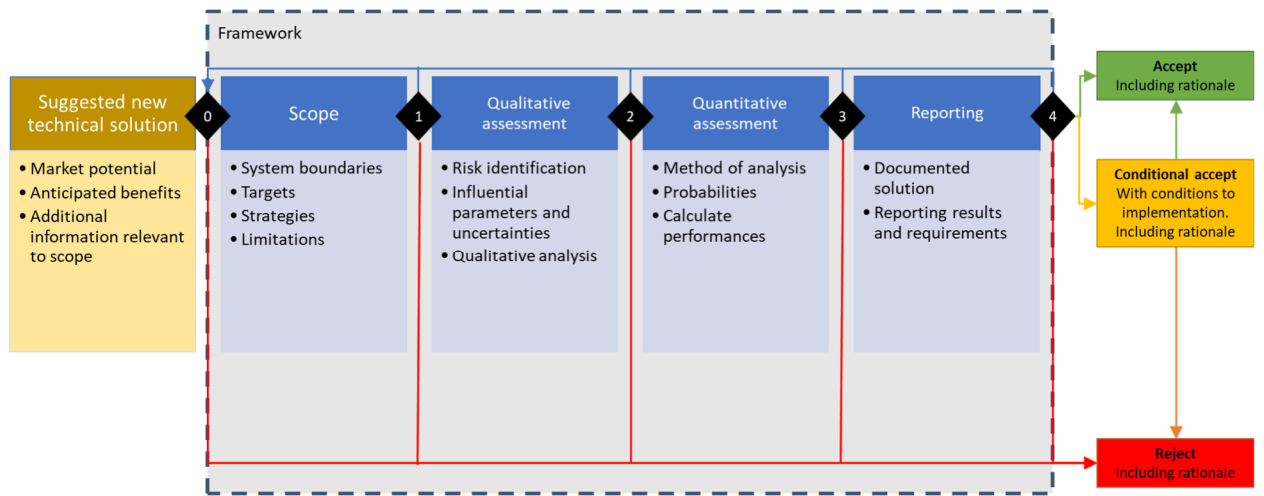 Framework
Suggested new
technical solution
• Market potential
• Anticipated benefits
• Additional
information relevant
to scope
0
Scope
• System boundaries
• Targets
• Strategies
• Limitations
1
Qualitative
assessment
• Risk identification
• Influential
parameters and
uncertainties
• Qualitative analysis
2
Quantitative
assessment
• Method of analysis
• Probabilities
• Calculate
performances
3
Reporting
• Documented
solution
• Reporting results
and requirements
4
Accept
Including rationale
Conditional accept
With conditions to
implementation.
Including rationale
Reject
Including rationale